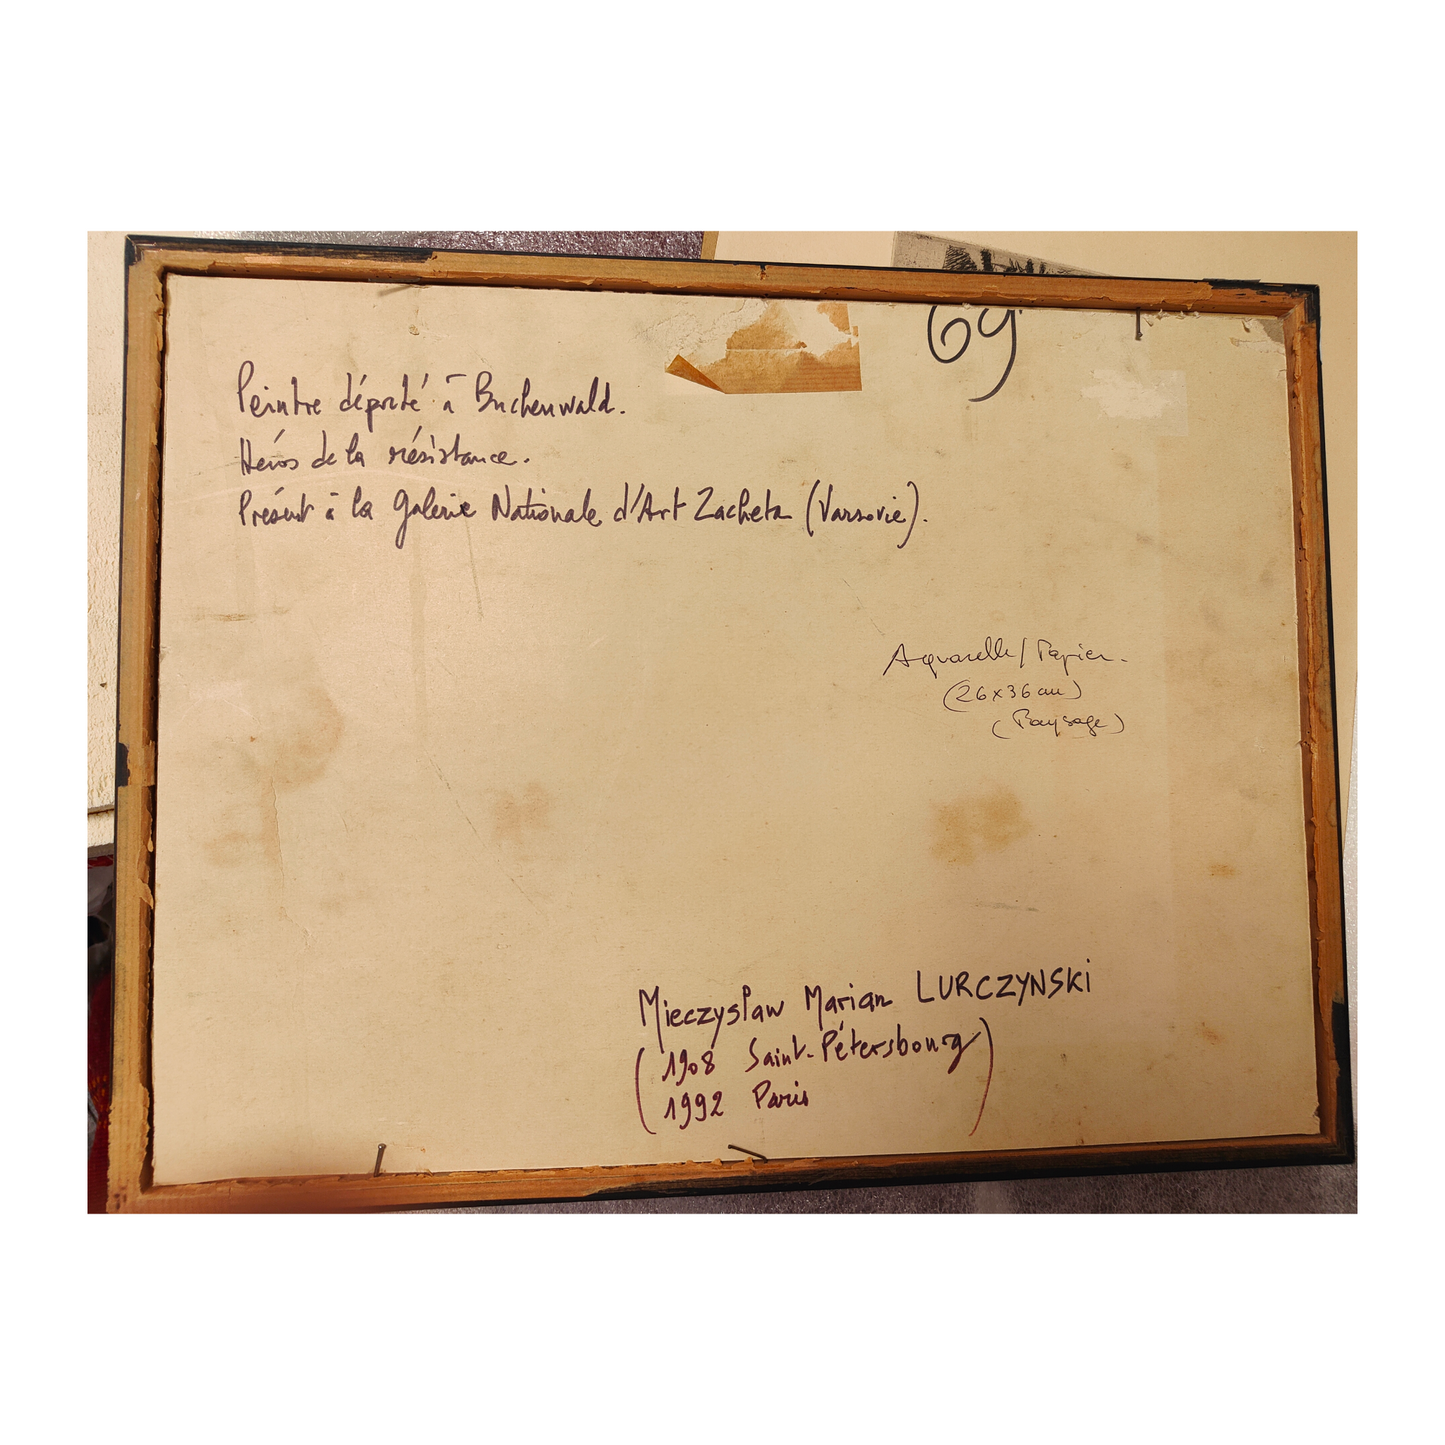 69
Peintre déporté à Buchenwald.
Héros de la résistance.
Présent à la Galerie Nationale d'Art Zacheta (Varsovie).
Aquarelle/Papier.
(26x36 cm)
(Paysage)
Mieczyslaw Marian LURCZYNSKI
(1908 Saint-Pétersbourg)
1992 Paris